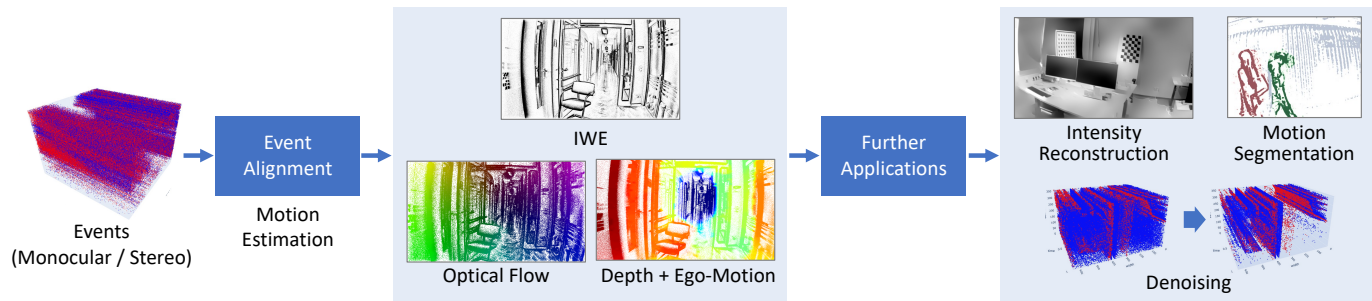 Events
(Monocular / Stereo)
Event
Alignment
Motion
Estimation
IWE
Optical Flow
Depth + Ego-Motion
Further
Applications
Intensity
Reconstruction
Motion
Segmentation
Denoising